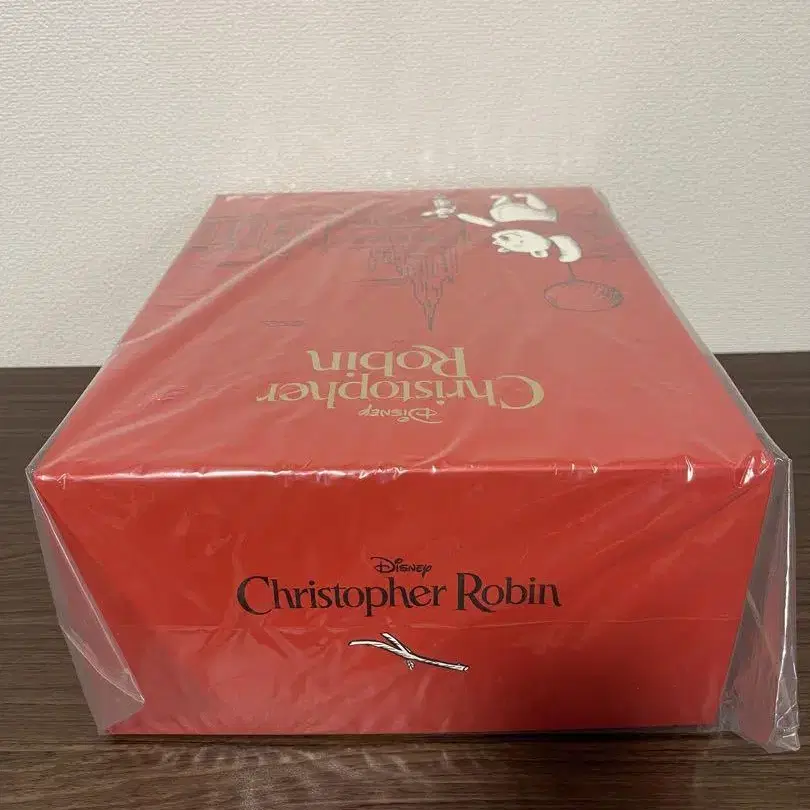 Disney
Christopher
Robin
Disney
Christopher Robin